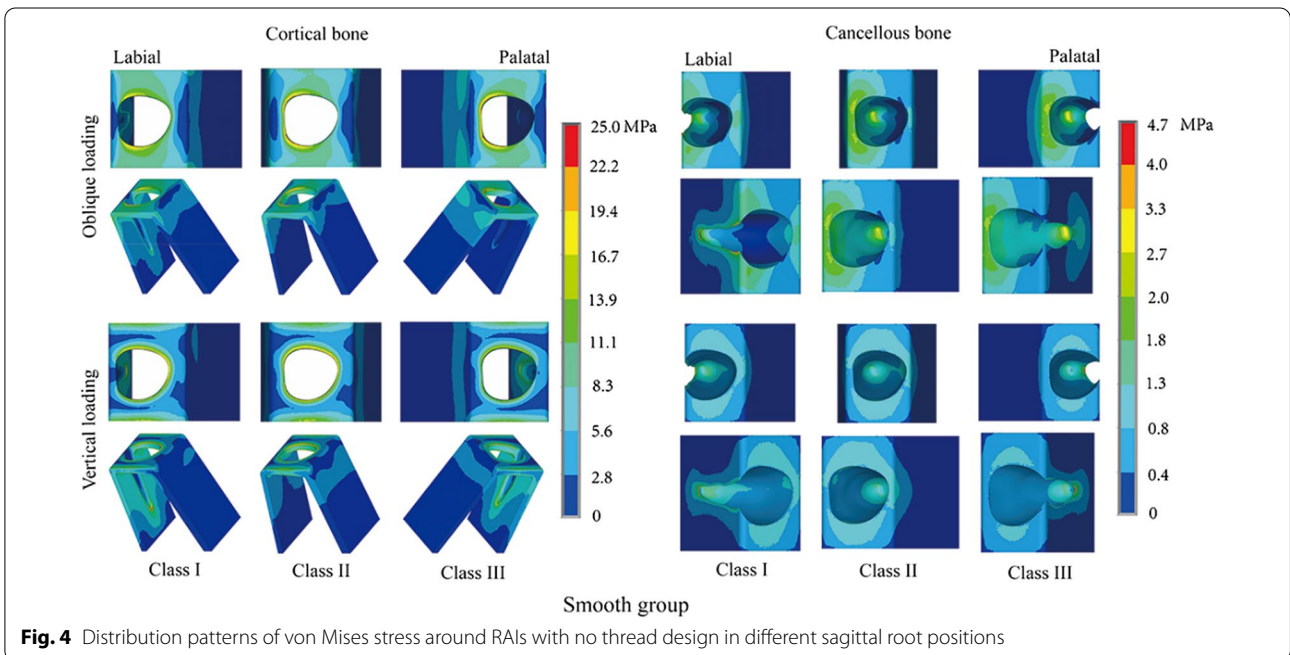 Cortical bone
Cancellous bone
Labial
Palatal
Labial
Palatal
Oblique loading
Vertical loading
25.0 MPa
22.2
19.4
16.7
13.9
11.1
8.3
5.6
2.8
0
4.7 MPa
4.0
3.3
2.7
2.0
1.8
1.3
0.8
0.4
0
Class I
Class II
Class III
Class I
Class II
Class III
Smooth group
Fig. 4 Distribution patterns of von Mises stress around RAIs with no thread design in different sagittal root positions